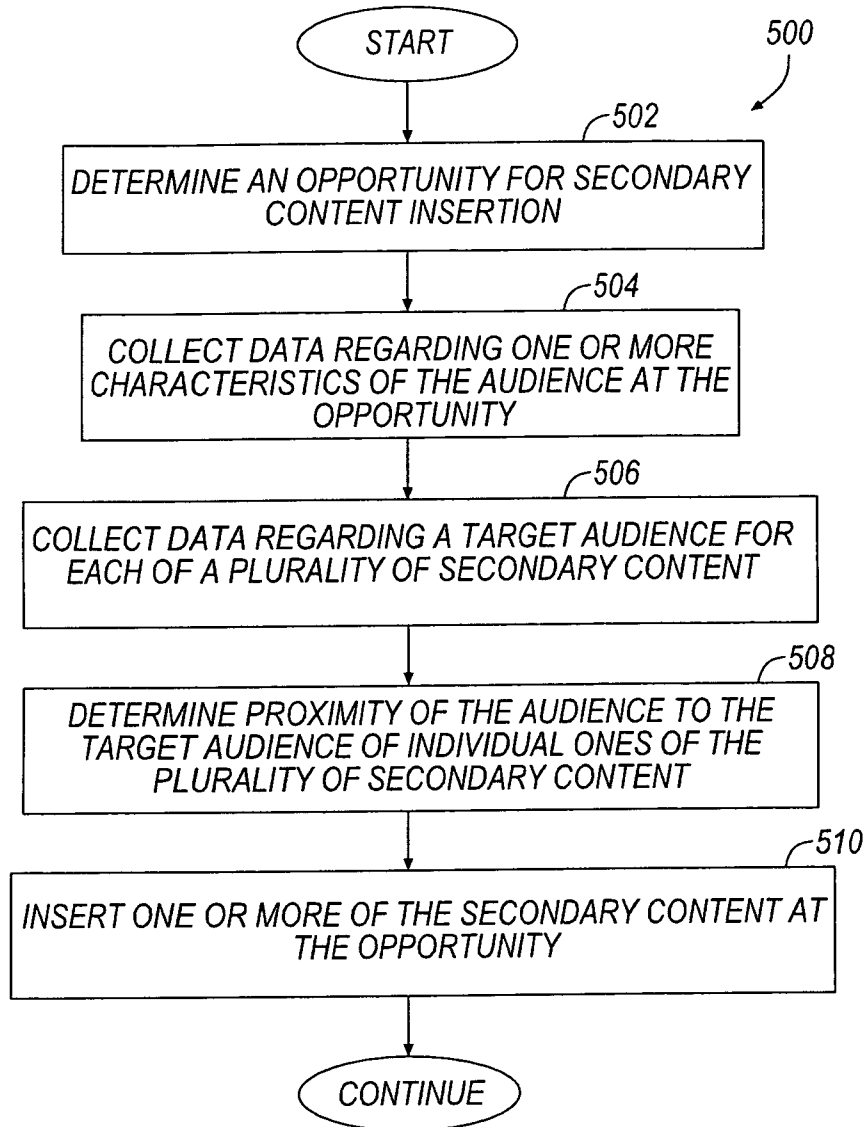 START
500
502
DETERMINE AN OPPORTUNITY FOR SECONDARY
CONTENT INSERTION
504
COLLECT DATA REGARDING ONE OR MORE
CHARACTERISTICS OF THE AUDIENCE AT THE
OPPORTUNITY
506
COLLECT DATA REGARDING A TARGET AUDIENCE FOR
EACH OF A PLURALITY OF SECONDARY CONTENT
508
DETERMINE PROXIMITY OF THE AUDIENCE TO THE
TARGET AUDIENCE OF INDIVIDUAL ONES OF THE
PLURALITY OF SECONDARY CONTENT
510
INSERT ONE OR MORE OF THE SECONDARY CONTENT AT
THE OPPORTUNITY
CONTINUE